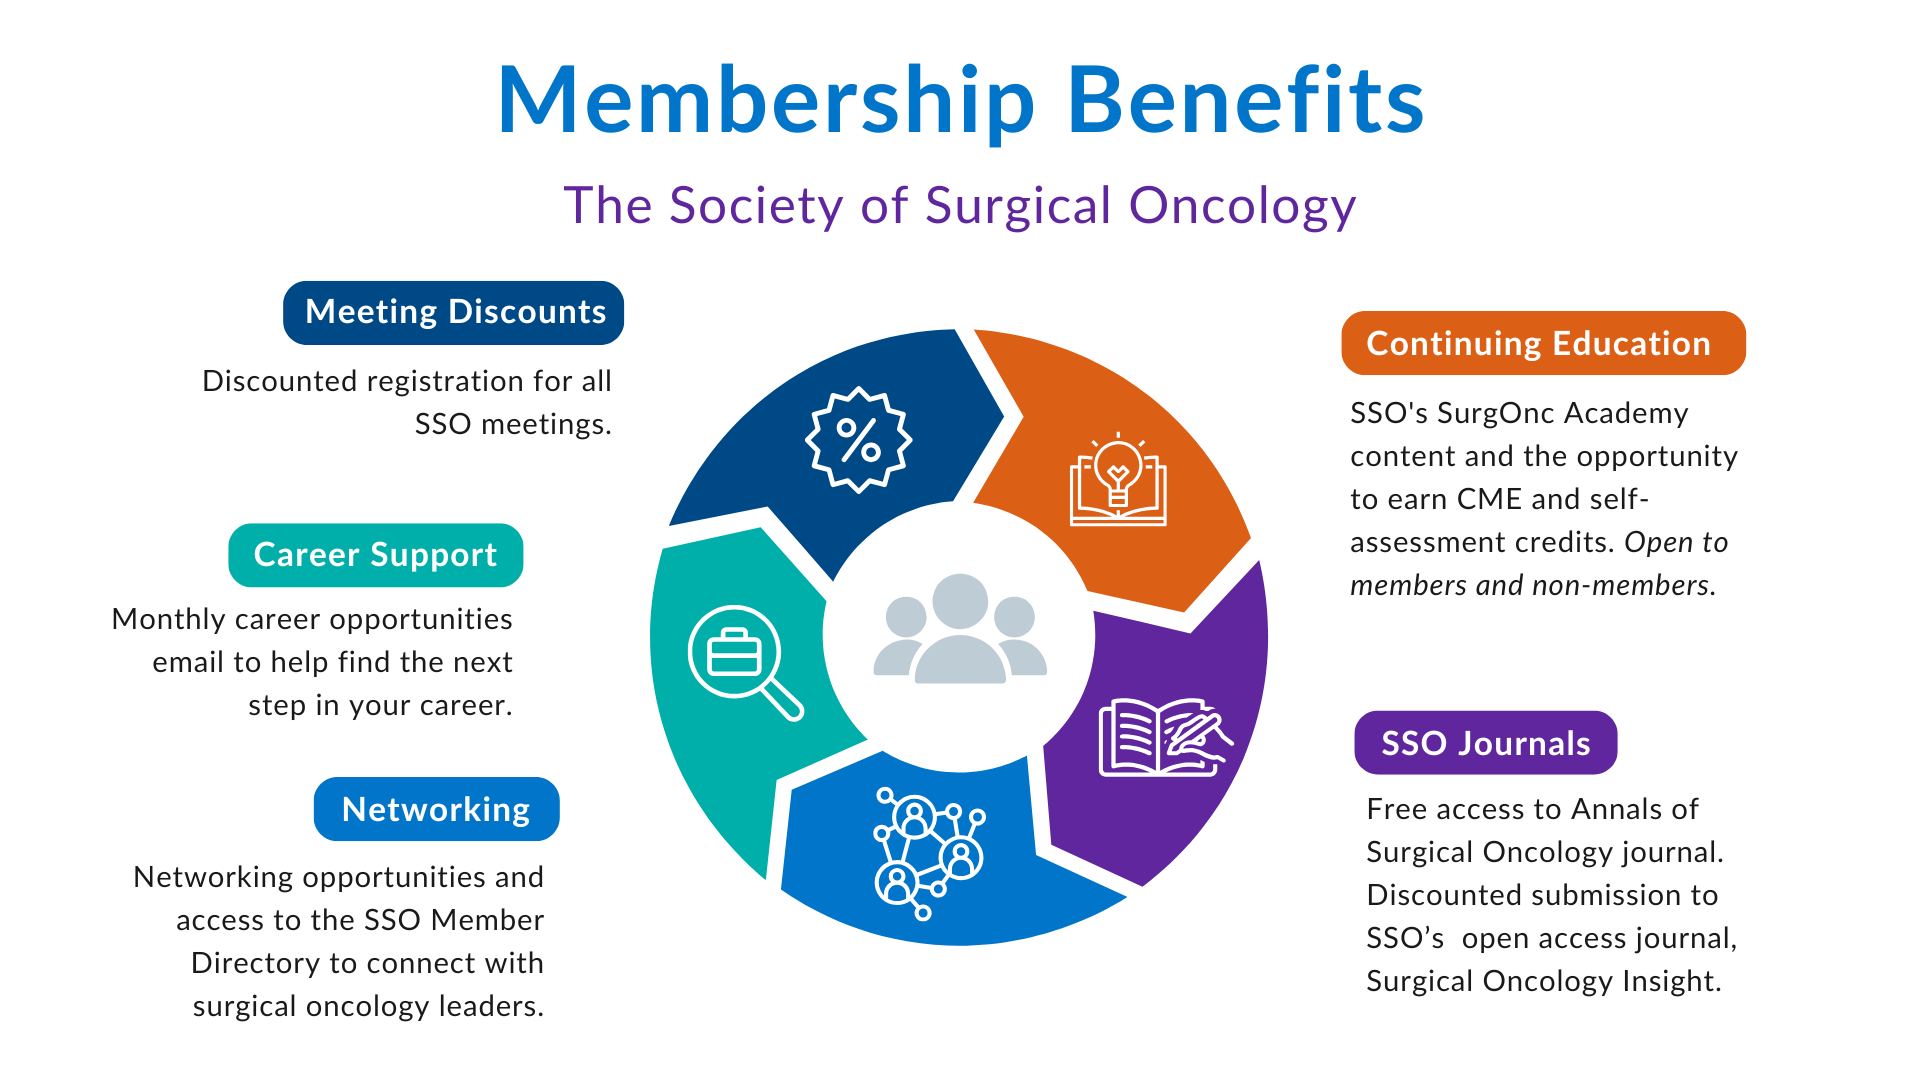 Membership Benefits
The Society of Surgical Oncology
Meeting Discounts
Discounted registration for all
SSO meetings.
Career Support
Monthly career opportunities
email to help find the next
step in your career.
Networking
Networking opportunities and
access to the SSO Member
Directory to connect with
surgical oncology leaders.
Continuing Education
SSO's SurgOnc Academy
content and the opportunity
to earn CME and self-
assessment credits. Open to
members and non-members.
SSO Journals
Free access to Annals of
Surgical Oncology journal.
Discounted submission to
SSO’s  open access journal,
Surgical Oncology Insight.
%